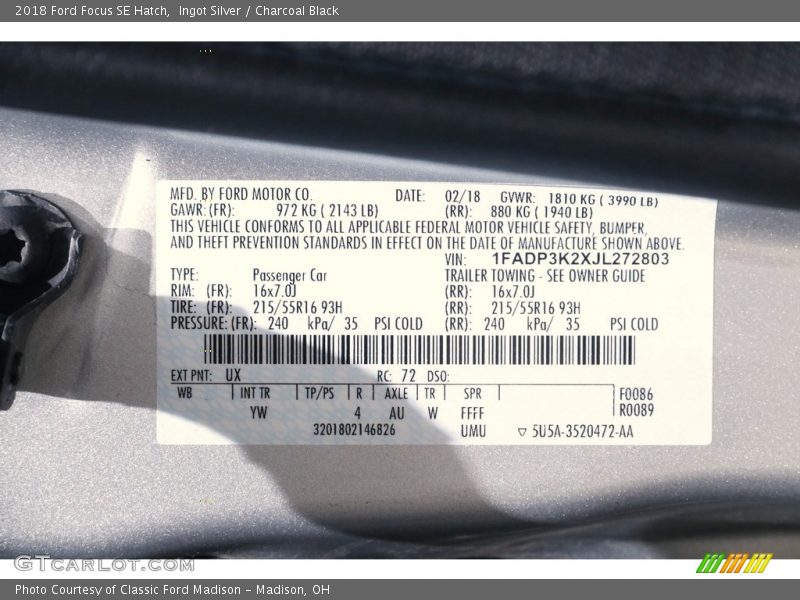 2018 Ford Focus SE Hatch,  Ingot Silver / Charcoal Black
MFD. BY FORD MOTOR CO. DATE: 02/18 GVWR: 1810 KG ( 3990 LB)
GAWR: (FR): 972 KG ( 2143 LB) (RR): 880 KG ( 1940 LB)
THIS VEHICLE CONFORMS TO ALL APPLICABLE FEDERAL MOTOR VEHICLE SAFETY, BUMPER,
AND THEFT PREVENTION STANDARDS IN EFFECT ON THE DATE OF MANUFACTURE SHOWN ABOVE.
VIN: 1FADP3K2XJL272803
TYPE: Passenger Car TRAILER TOWING - SEE OWNER GUIDE
RIM: (FR): 16x7.0J (RR): 16x7.0J
TIRE: (FR): 215/55R16 93H (RR): 215/55R16 93H
PRESSURE: (FR): 240 kPa/ 35 PSI COLD (RR): 240 kPa/ 35 PSI COLD
EXT PNT: UX RC: 72 DSO:
WB INT TR TP/PS R AXLE TR SPR F0086
YW 4 AU W FFFF R0089
3201802146826 UMU 5U5A-3520472-AA
GTCARLOT.COM
Photo Courtesy of Classic Ford Madison - Madison, OH